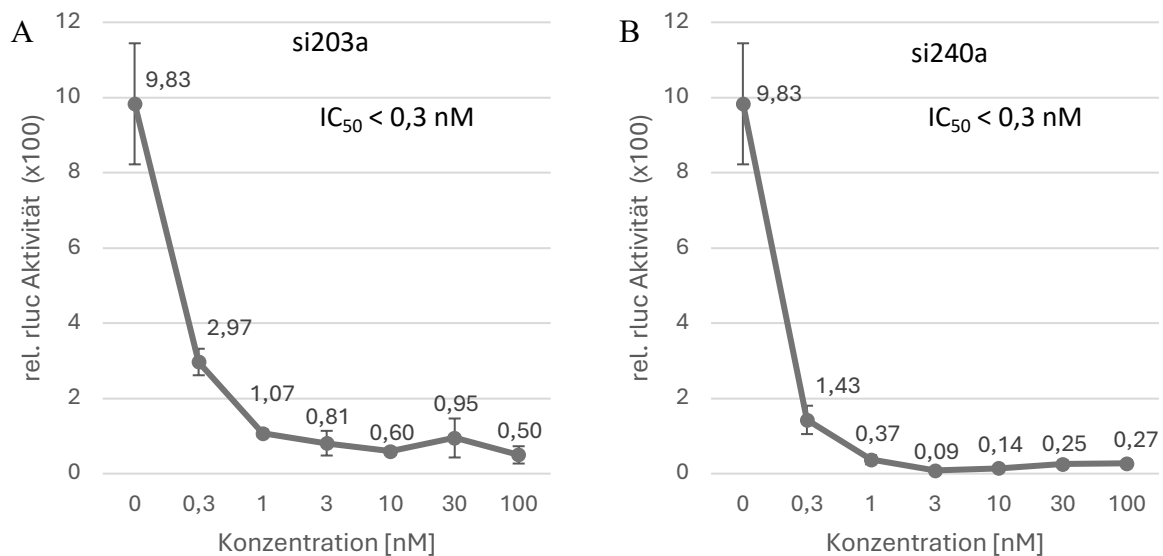 A
si203a
IC₅₀ < 0,3 nM
rel. rluc Aktivität (x100)
12
10
8
6
4
2
0
9,83
2,97
1,07
0,81
0,60
0,95
0,50
0 0,3 1 3 10 30 100
Konzentration [nM]
B
si240a
IC₅₀ < 0,3 nM
rel. rluc Aktivität (x100)
12
10
8
6
4
2
0
9,83
1,43
0,37
0,09
0,14
0,25
0,27
0 0,3 1 3 10 30 100
Konzentration [nM]